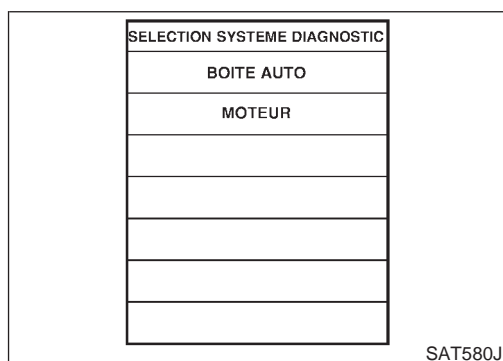 SELECTION SYSTEME DIAGNOSTIC
BOITE AUTO
MOTEUR
SAT580J